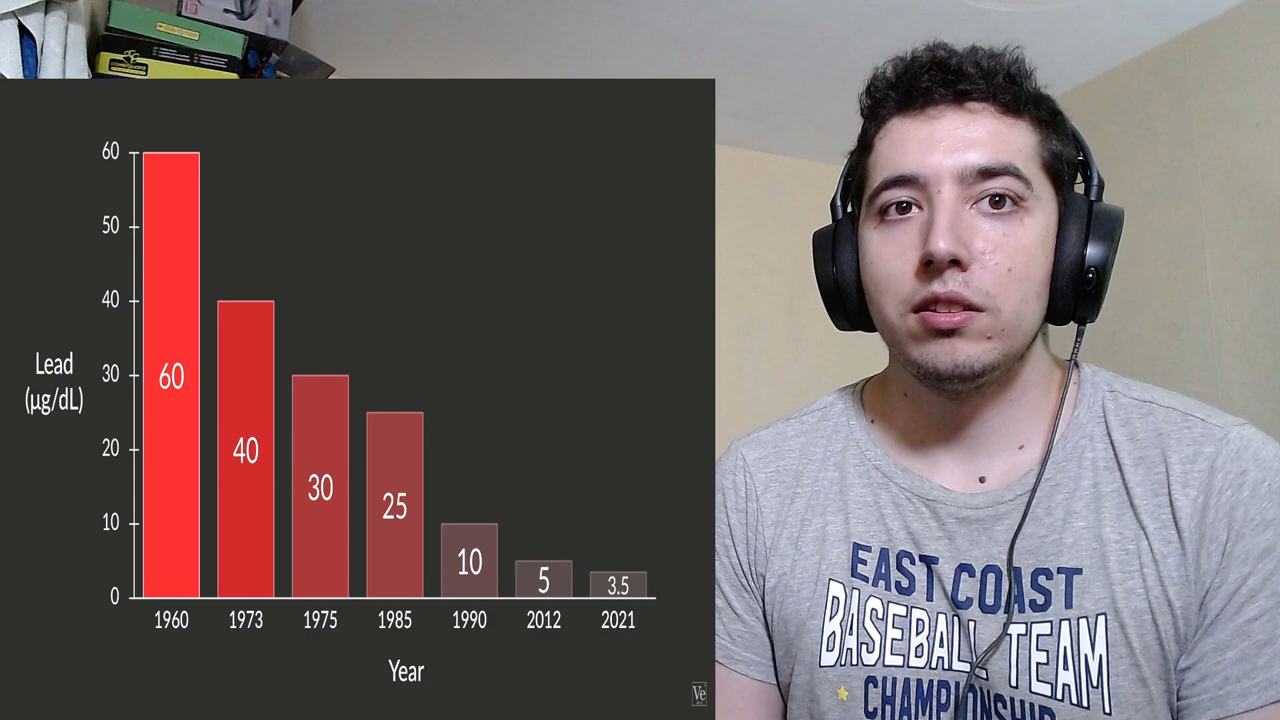 60
50
40
30
20
10
0
Lead
(µg/dL)
60
40
30
25
10
5
3.5
1960 1973 1975 1985 1990 2012 2021
Year
Ve
EAST COAST
BASEBALL TEAM
CHAMPIONSHIP